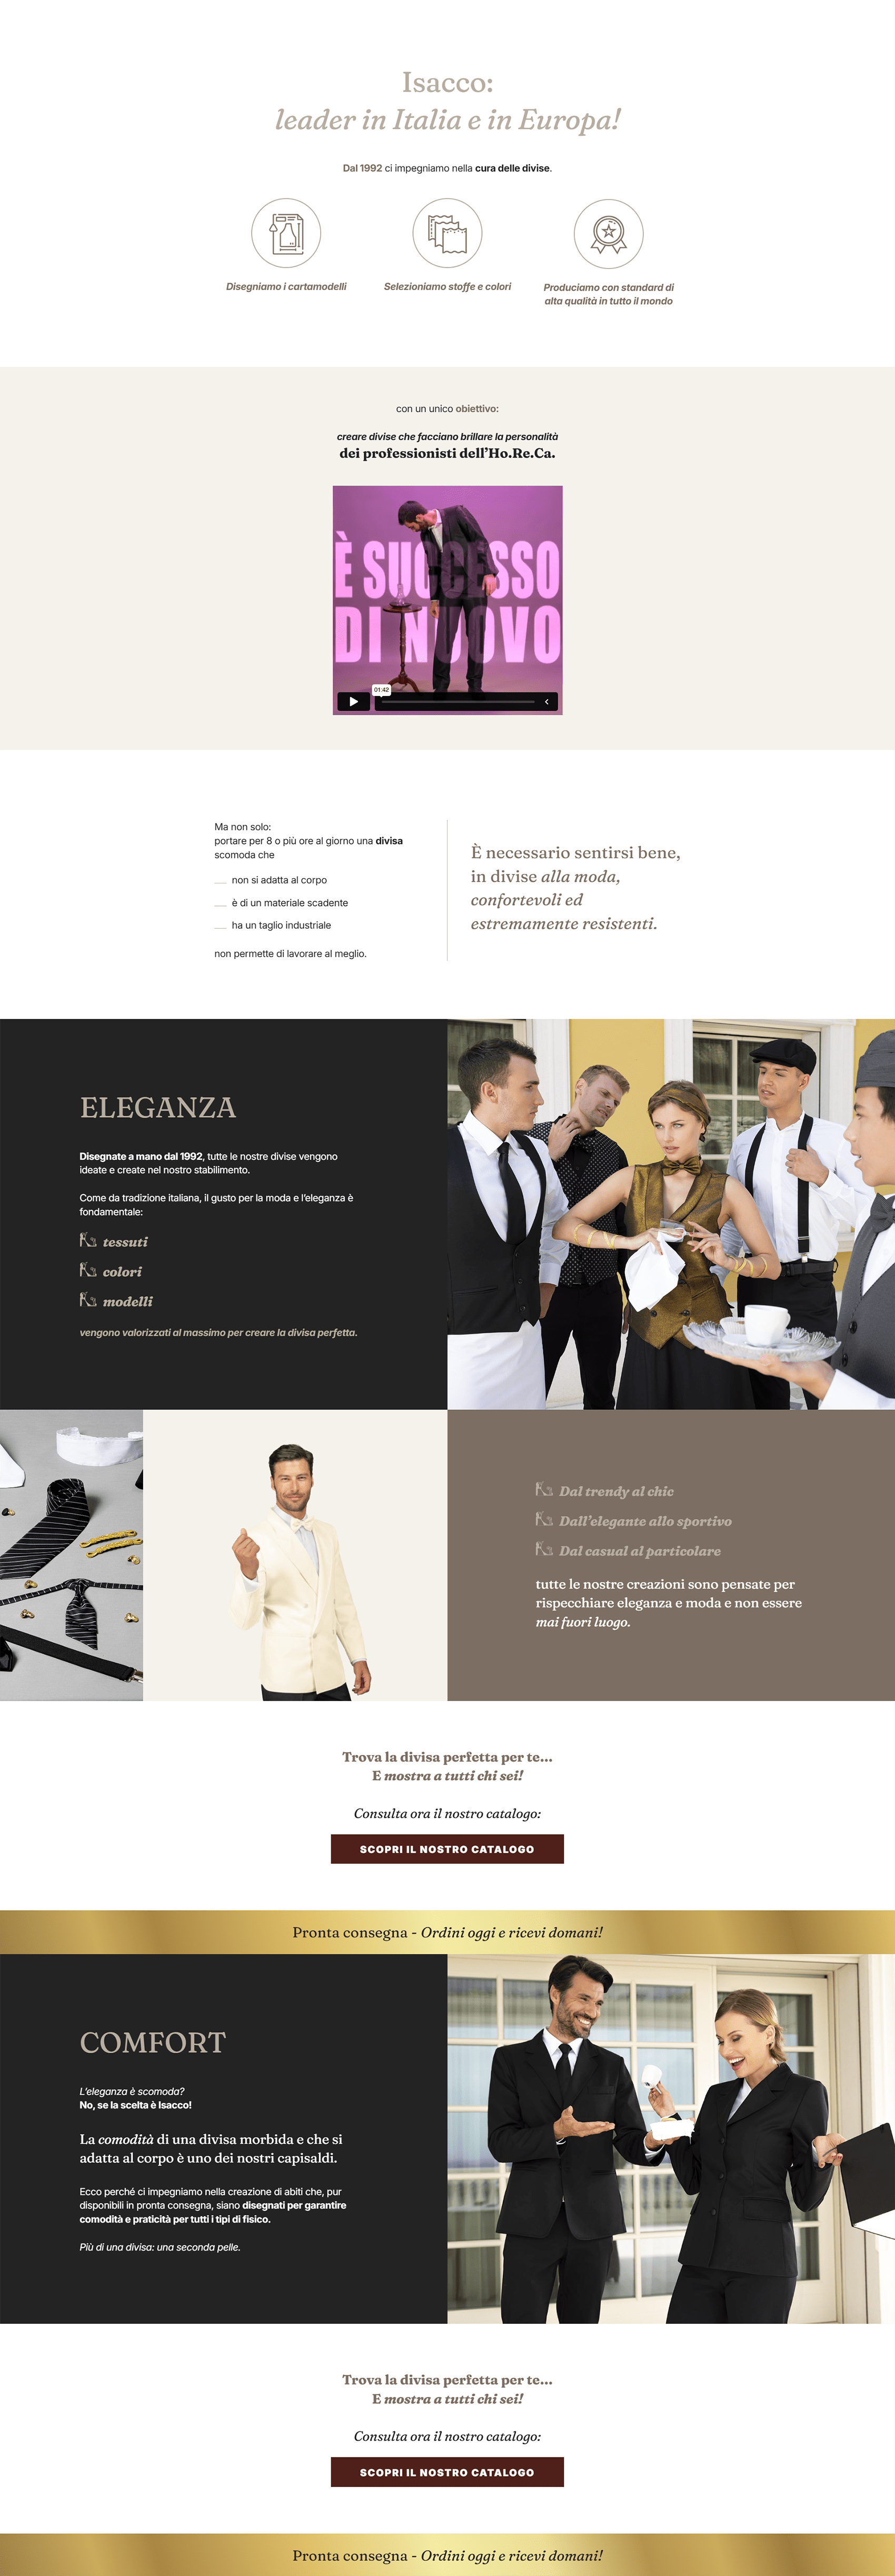 Isacco:
leader in Italia e in Europa!
Dal 1992 ci impegniamo nella cura delle divise.
Disegniamo i cartamodelli
Selezioniamo stoffe e colori
Produciamo con standard di
alta qualità in tutto il mondo
con un unico obiettivo:
creare divise che facciano brillare la personalità
dei professionisti dell’Ho.Re.Ca.
È SUCCESSO
DI NUOVO
01:42
Ma non solo:
portare per 8 o più ore al giorno una divisa
scomoda che
non si adatta al corpo
è di un materiale scadente
ha un taglio industriale
non permette di lavorare al meglio.
È necessario sentirsi bene,
in divise alla moda,
confortevoli ed
estremamente resistenti.
ELEGANZA
Disegnate a mano dal 1992, tutte le nostre divise vengono
ideate e create nel nostro stabilimento.
Come da tradizione italiana, il gusto per la moda e l’eleganza è
fondamentale:
tessuti
colori
modelli
vengono valorizzati al massimo per creare la divisa perfetta.
Dal trendy al chic
Dall’elegante allo sportivo
Dal casual al particolare
tutte le nostre creazioni sono pensate per
rispecchiare eleganza e moda e non essere
mai fuori luogo.
Trova la divisa perfetta per te...
E mostra a tutti chi sei!
Consulta ora il nostro catalogo:
SCOPRI IL NOSTRO CATALOGO
Pronta consegna - Ordini oggi e ricevi domani!
COMFORT
L’eleganza è scomoda?
No, se la scelta è Isacco!
La comodità di una divisa morbida e che si
adatta al corpo è uno dei nostri capisaldi.
Ecco perché ci impegniamo nella creazione di abiti che, pur
disponibili in pronta consegna, siano disegnati per garantire
comodità e praticità per tutti i tipi di fisico.
Più di una divisa: una seconda pelle.
Trova la divisa perfetta per te...
E mostra a tutti chi sei!
Consulta ora il nostro catalogo:
SCOPRI IL NOSTRO CATALOGO
Pronta consegna - Ordini oggi e ricevi domani!